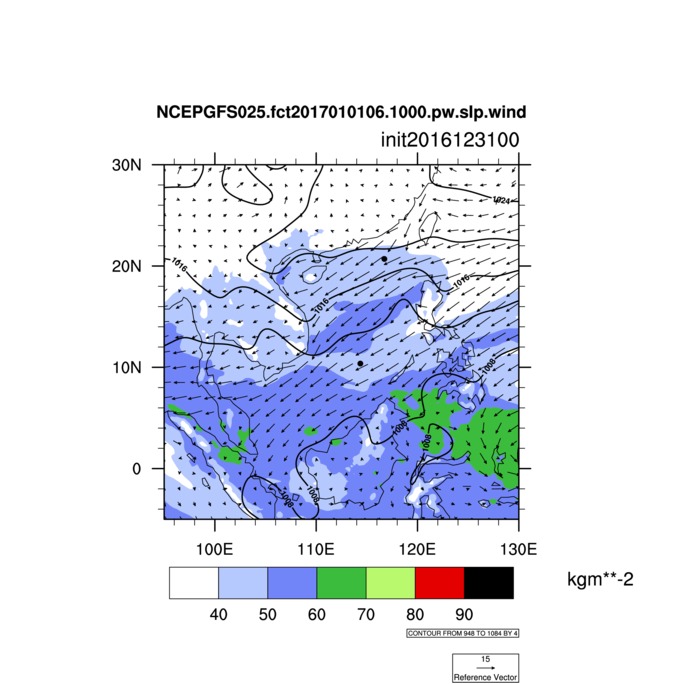 NCEPGFS025.fct2017010106.1000.pw.slp.wind
init2016123100
30N
1024
20N
1016
1016
1016
10N
1008
1008
1008
0
1008
1008
100E 110E 120E 130E
kgm**-2
40 50 60 70 80 90
CONTOUR FROM 948 TO 1084 BY 4
15
Reference Vector